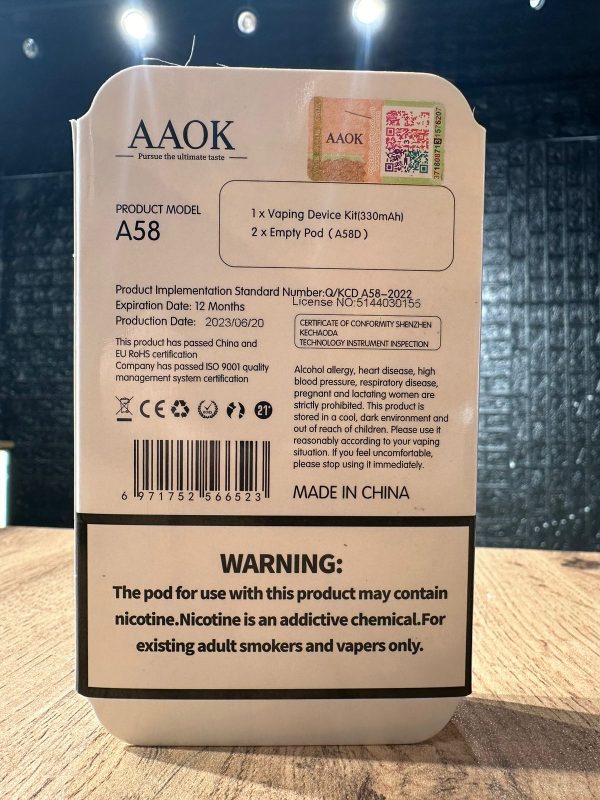 AAOK
Pursue the ultimate taste
AAOK
PRODUCT MODEL
A58
1 x Vaping Device Kit(330mAh)
2 x Empty Pod ( A58D )
Product Implementation Standard Number:Q/KCD A58-2022
Expiration Date: 12 Months
License NO:5144030155
Production Date: 2023/06/20
CERTIFICATE OF CONFORMITY SHENZHEN
KECHAODA
TECHNOLOGY INSTRUMENT INSPECTION
This product has passed China and
EU RoHS certification
Company has passed ISO 9001 quality
management system certification
CE
21+
Alcohol allergy, heart disease, high
blood pressure, respiratory disease,
pregnant and lactating women are
strictly prohibited. This product is
stored in a cool, dark environment and
out of reach of children. Please use it
reasonably according to your vaping
situation. If you feel uncomfortable,
please stop using it immediately.
6 971752 566523
MADE IN CHINA
WARNING:
The pod for use with this product may contain
nicotine.Nicotine is an addictive chemical.For
existing adult smokers and vapers only.